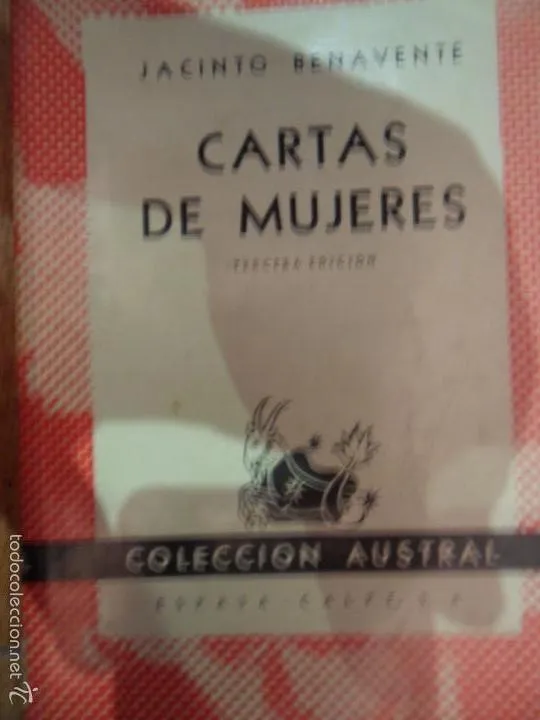 JACINTO BENAVENTE
CARTAS
DE MUJERES
TERCERA EDICION
COLECCION AUSTRAL
ESPASA CALPE, S.A.
todocoleccion.net